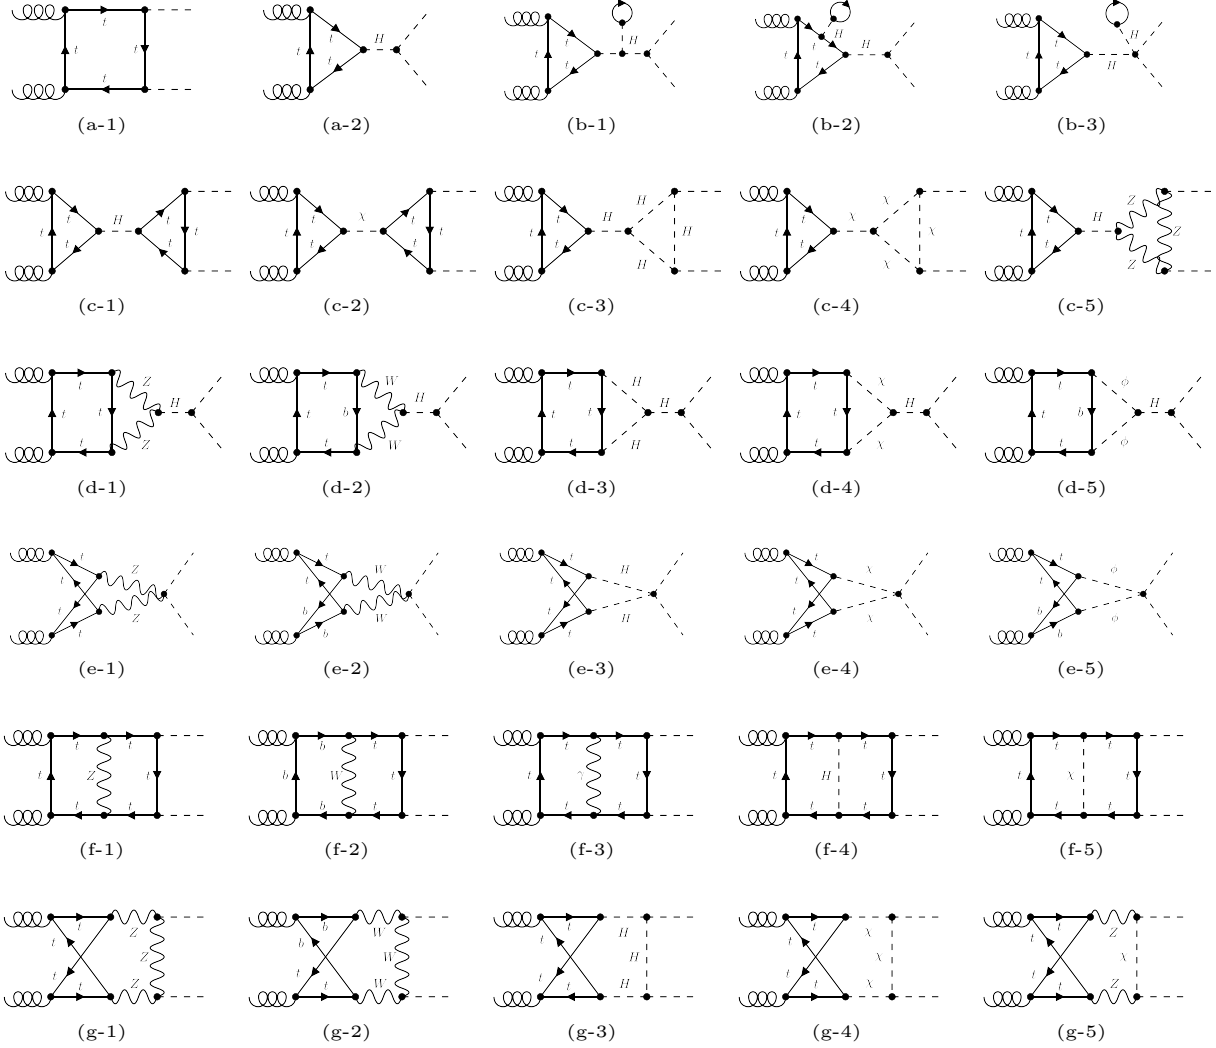 t
t t
t
(a-1)
t H
t
t
(a-2)
t H
t
t
(b-1)
t H
t H
t
(b-2)
t H
t H
t
(b-3)
t H t
t t
t t
(c-1)
t χ t
t t
t t
(c-2)
t H H
t H
t H
(c-3)
t χ χ
t χ
t χ
(c-4)
t H Z
t Z
t Z
(c-5)
t Z
t t H
t Z
(d-1)
t W
t b H
t W
(d-2)
t H
t t H
t H
(d-3)
t χ
t t H
t χ
(d-4)
t ϕ
t b H
t ϕ
(d-5)
t Z
t
t
t Z
(e-1)
t W
t
b
b W
(e-2)
t H
t
t
t H
(e-3)
t χ
t
t
t χ
(e-4)
t ϕ
t
b
b ϕ
(e-5)
t t
t Z t
t t
(f-1)
b t
b W t
b t
(f-2)
t t
t γ t
t t
(f-3)
t t
t H t
t t
(f-4)
t t
t χ t
t t
(f-5)
t Z
t
t Z
t Z
(g-1)
b W
b
t W
t W
(g-2)
t H
t
t H
t H
(g-3)
t χ
t
t χ
t χ
(g-4)
t Z
t
t χ
t Z
(g-5)